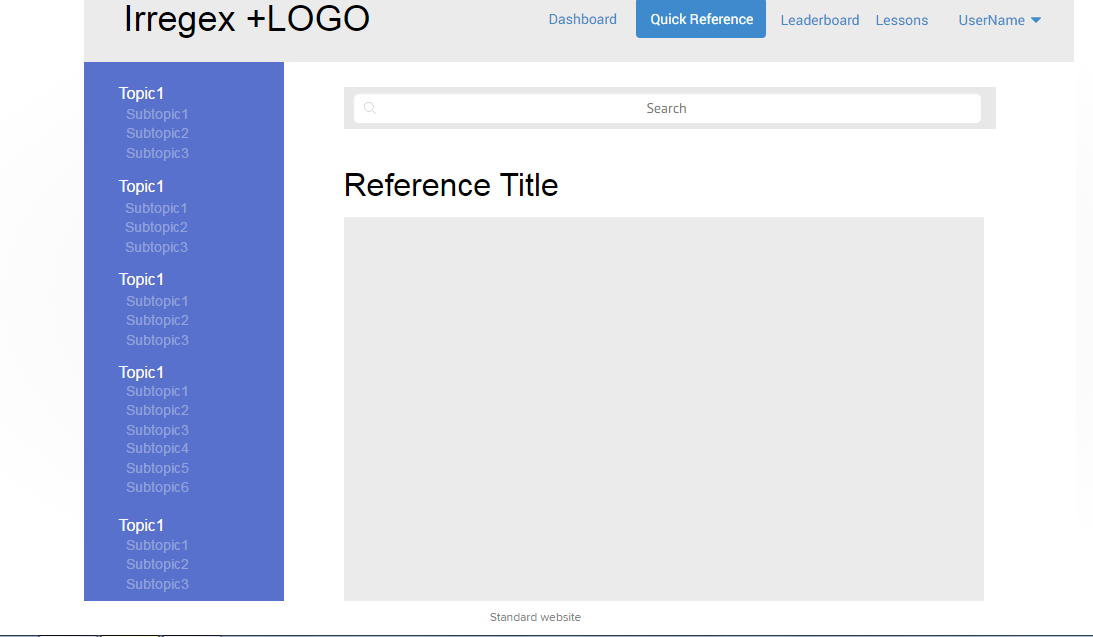 Irregex +LOGO
Dashboard Quick Reference Leaderboard Lessons UserName
Topic1
Subtopic1
Subtopic2
Subtopic3
Topic1
Subtopic1
Subtopic2
Subtopic3
Topic1
Subtopic1
Subtopic2
Subtopic3
Topic1
Subtopic1
Subtopic2
Subtopic3
Subtopic4
Subtopic5
Subtopic6
Topic1
Subtopic1
Subtopic2
Subtopic3
Search
Reference Title
Standard website